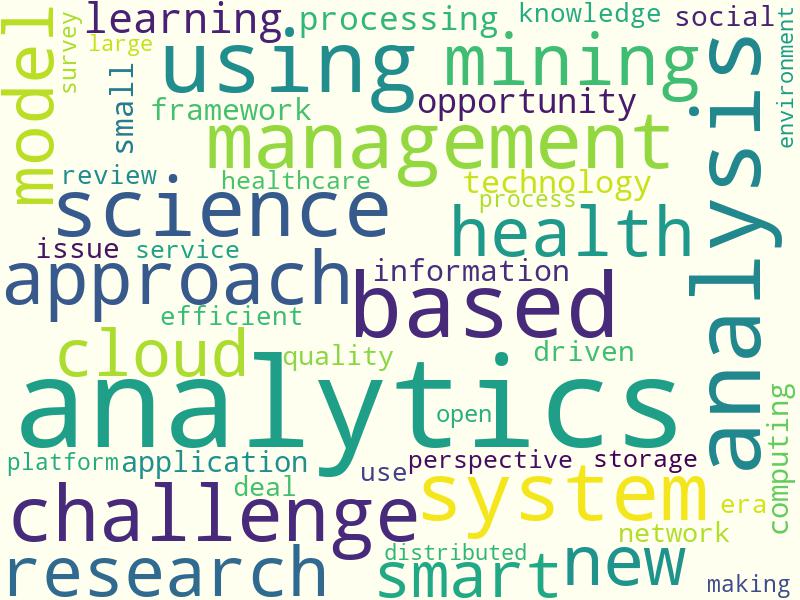 model
survey
learning
processing
knowledge
social
large
using
mining
environment
small
framework
opportunity
analysis
management
review
healthcare
technology
science
process
health
issue
service
approach
information
based
efficient
cloud
quality
driven
analytics
open
computing
platform
application
use
perspective
storage
deal
system
era
challenge
network
research
distributed
smart
new
making